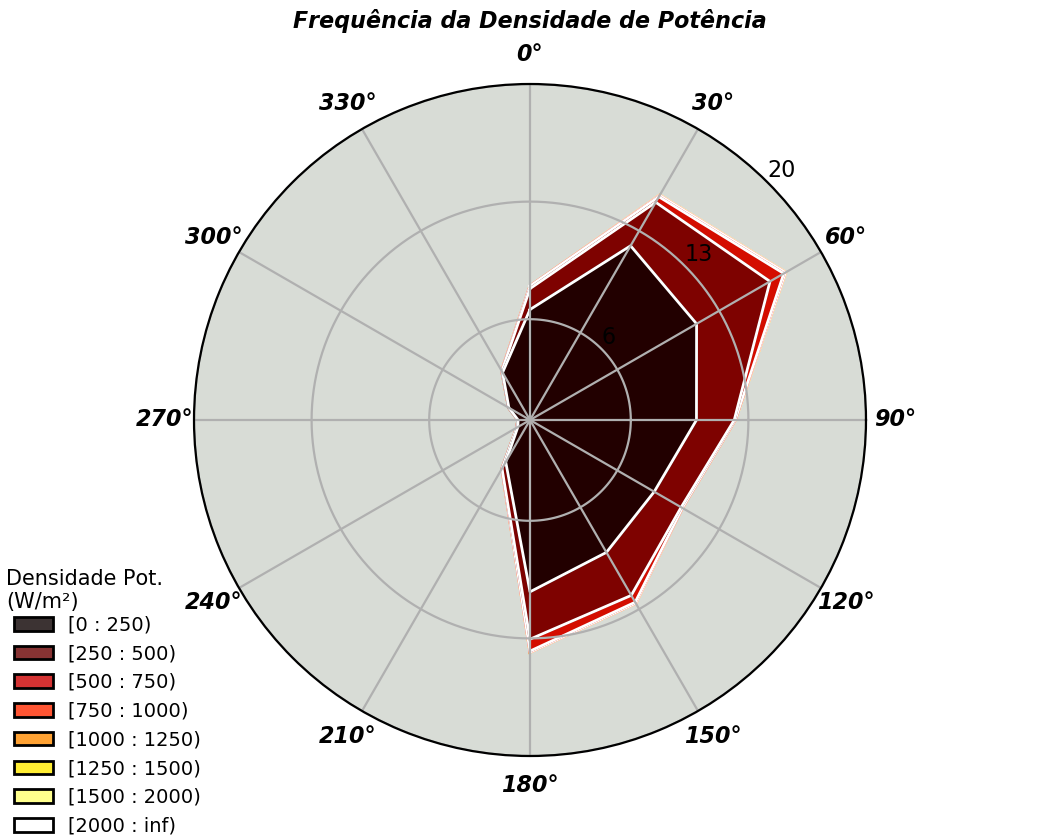 Frequência da Densidade de Potência
0°
330°
30°
20
300°
60°
13
6
270°
90°
240°
120°
210°
150°
180°
Densidade Pot.
(W/m²)
[0 : 250)
[250 : 500)
[500 : 750)
[750 : 1000)
[1000 : 1250)
[1250 : 1500)
[1500 : 2000)
[2000 : inf)